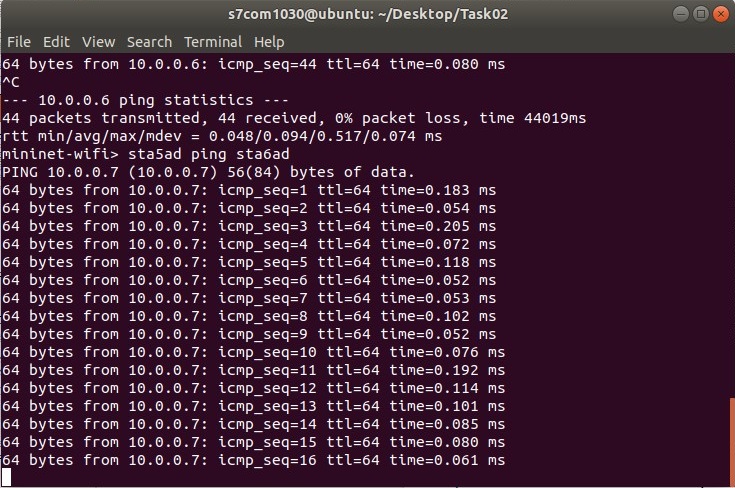 s7com1030@ubuntu: ~/Desktop/Task02
File Edit View Search Terminal Help
64 bytes from 10.0.0.6: icmp_seq=44 ttl=64 time=0.080 ms
^C
--- 10.0.0.6 ping statistics ---
44 packets transmitted, 44 received, 0% packet loss, time 44019ms
rtt min/avg/max/mdev = 0.048/0.094/0.517/0.074 ms
mininet-wifi> sta5ad ping sta6ad
PING 10.0.0.7 (10.0.0.7) 56(84) bytes of data.
64 bytes from 10.0.0.7: icmp_seq=1 ttl=64 time=0.183 ms
64 bytes from 10.0.0.7: icmp_seq=2 ttl=64 time=0.054 ms
64 bytes from 10.0.0.7: icmp_seq=3 ttl=64 time=0.205 ms
64 bytes from 10.0.0.7: icmp_seq=4 ttl=64 time=0.072 ms
64 bytes from 10.0.0.7: icmp_seq=5 ttl=64 time=0.118 ms
64 bytes from 10.0.0.7: icmp_seq=6 ttl=64 time=0.052 ms
64 bytes from 10.0.0.7: icmp_seq=7 ttl=64 time=0.053 ms
64 bytes from 10.0.0.7: icmp_seq=8 ttl=64 time=0.102 ms
64 bytes from 10.0.0.7: icmp_seq=9 ttl=64 time=0.052 ms
64 bytes from 10.0.0.7: icmp_seq=10 ttl=64 time=0.076 ms
64 bytes from 10.0.0.7: icmp_seq=11 ttl=64 time=0.192 ms
64 bytes from 10.0.0.7: icmp_seq=12 ttl=64 time=0.114 ms
64 bytes from 10.0.0.7: icmp_seq=13 ttl=64 time=0.101 ms
64 bytes from 10.0.0.7: icmp_seq=14 ttl=64 time=0.085 ms
64 bytes from 10.0.0.7: icmp_seq=15 ttl=64 time=0.080 ms
64 bytes from 10.0.0.7: icmp_seq=16 ttl=64 time=0.061 ms